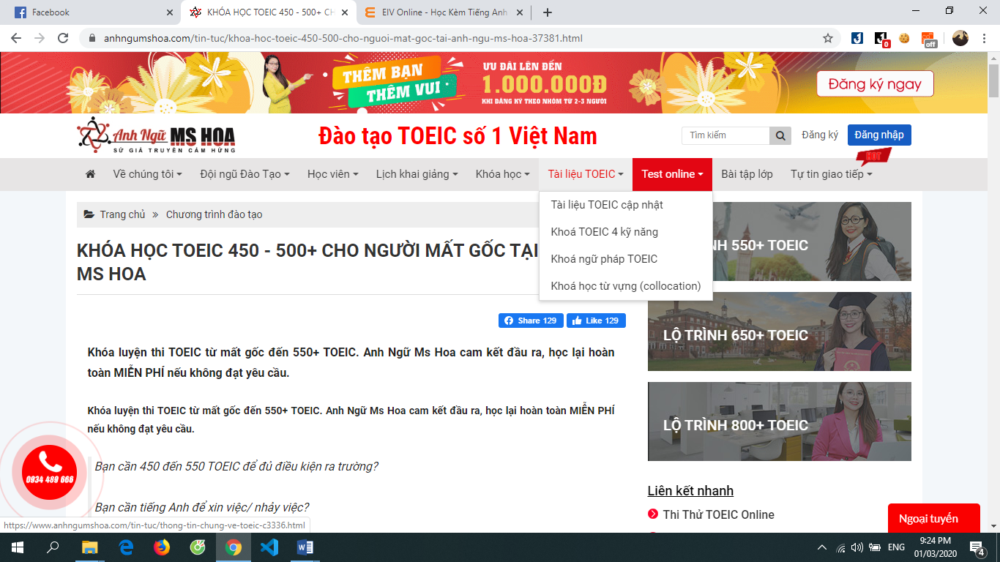 Facebook
KHÓA HỌC TOEIC 450 - 500+ CH
EIV Online - Học Kèm Tiếng Anh
anhngumshoa.com/tin-tuc/khoa-hoc-toeic-450-500-cho-nguoi-mat-goc-tai-anh-ngu-ms-hoa-37381.html
0
off
THÊM BẠN
THÊM VUI
ƯU ĐÃI LÊN ĐẾN
1.000.000Đ
KHI ĐĂNG KÝ THEO NHÓM TỪ 2-3 NGƯỜI
Đăng ký ngay
Anh Ngữ MS HOA
SỨ GIẢ TRUYỀN CẢM HỨNG
Đào tạo TOEIC số 1 Việt Nam
Tìm kiếm
Đăng ký
Đăng nhập
HOT
Về chúng tôi
Đội ngũ Đào Tạo
Học viên
Lịch khai giảng
Khóa học
Tài liệu TOEIC
Test online
Bài tập lớp
Tự tin giao tiếp
Tài liệu TOEIC cập nhật
Khoá TOEIC 4 kỹ năng
Khoá ngữ pháp TOEIC
Khoá học từ vựng (collocation)
Trang chủ » Chương trình đào tạo
KHÓA HỌC TOEIC 450 - 500+ CHO NGƯỜI MẤT GỐC TẠI
MS HOA
Share 129
Like 129
Khóa luyện thi TOEIC từ mất gốc đến 550+ TOEIC. Anh Ngữ Ms Hoa cam kết đầu ra, học lại hoàn
toàn MIỄN PHÍ nếu không đạt yêu cầu.
Khóa luyện thi TOEIC từ mất gốc đến 550+ TOEIC. Anh Ngữ Ms Hoa cam kết đầu ra, học lại hoàn toàn MIỄN PHÍ
nếu không đạt yêu cầu.
Bạn cần 450 đến 550 TOEIC để đủ điều kiện ra trường?
Bạn cần tiếng Anh để xin việc/ nhảy việc?
0934 489 666
NH 550+ TOEIC
LỘ TRÌNH 650+ TOEIC
LỘ TRÌNH 800+ TOEIC
Liên kết nhanh
Thi Thử TOEIC Online
Ngoại tuyến
https://www.anhngumshoa.com/tin-tuc/thong-tin-chung-ve-toeic-c3336.html
ENG
9:24 PM
01/03/2020
4